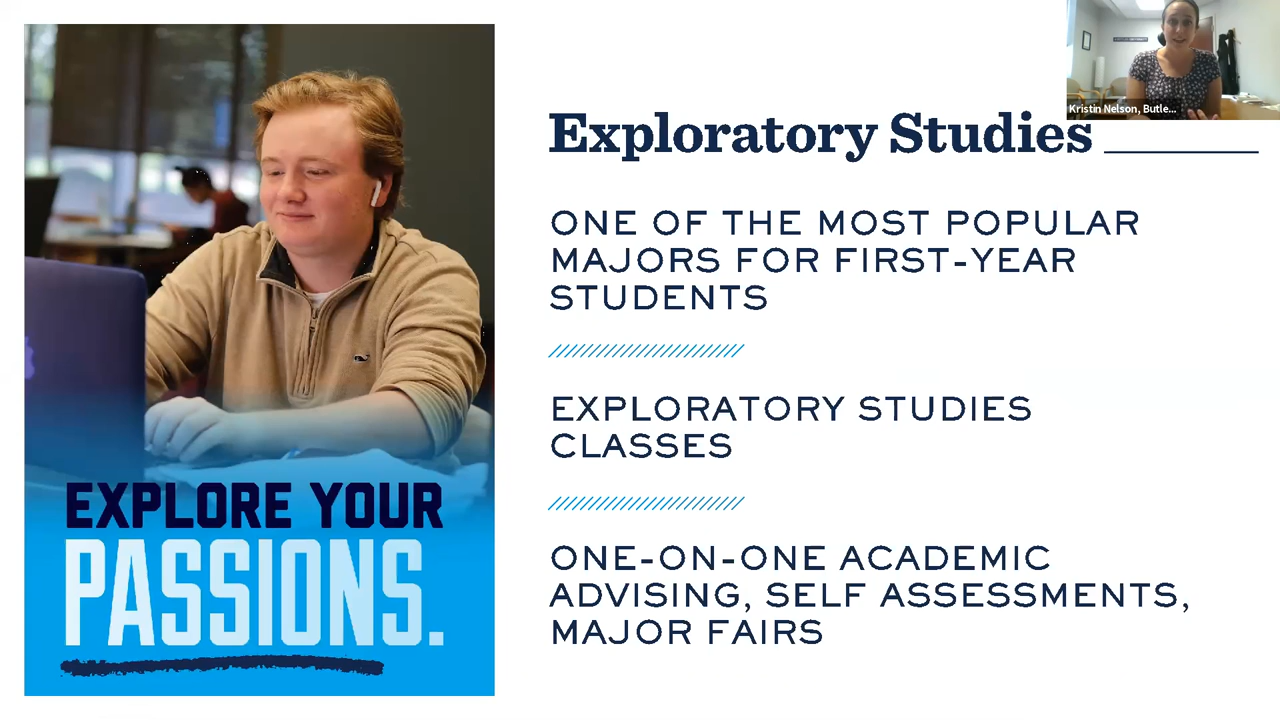 Kristin Nelson, Butle...
Exploratory Studies
ONE OF THE MOST POPULAR
MAJORS FOR FIRST-YEAR
STUDENTS
EXPLORATORY STUDIES
CLASSES
ONE-ON-ONE ACADEMIC
ADVISING, SELF ASSESSMENTS,
MAJOR FAIRS
EXPLORE YOUR
PASSIONS.